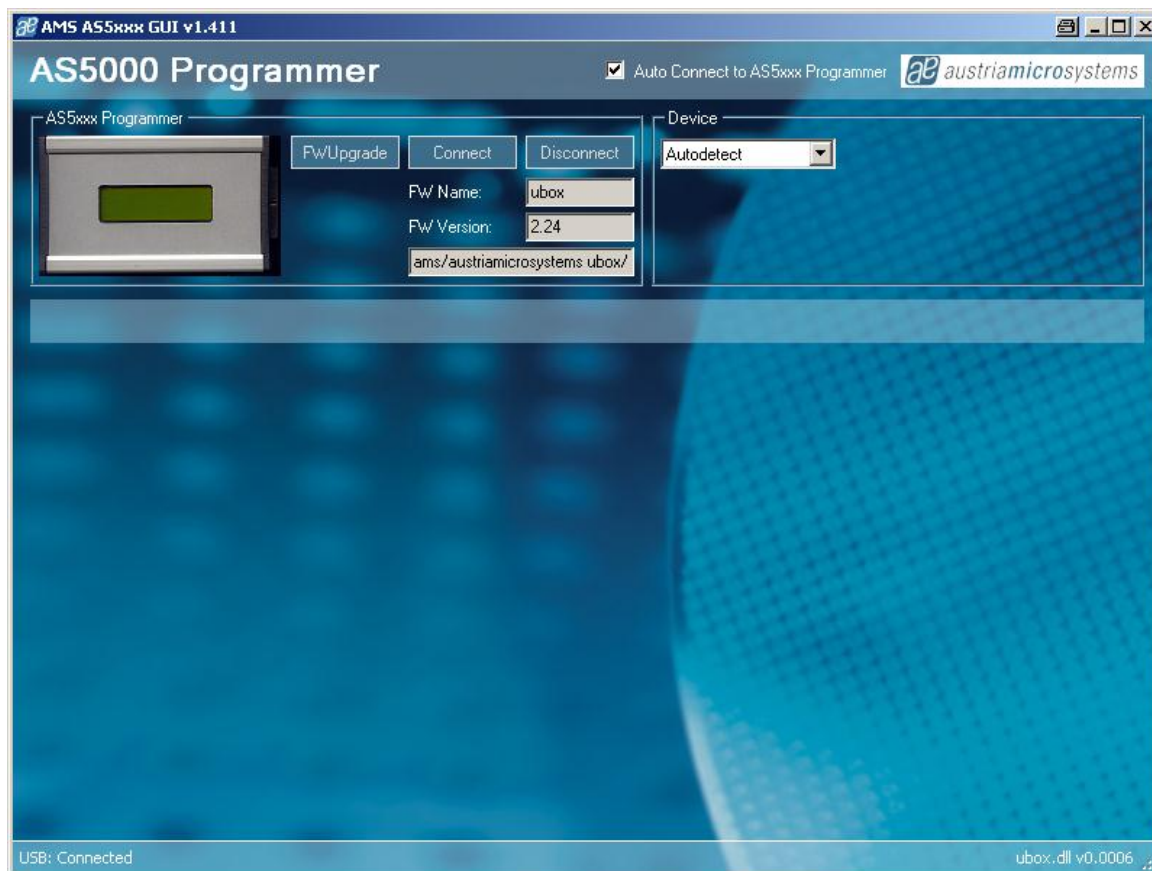 AMS AS5xxx GUI v1.411
AS5000 Programmer
Auto Connect to AS5xxx Programmer
austriamicrosystems
AS5xxx Programmer
Device
FWUpgrade
Connect
Disconnect
Autodetect
FW Name:
ubox
FW Version:
2.24
ams/austriamicrosystems ubox/
USB: Connected
ubox.dll v0.0006